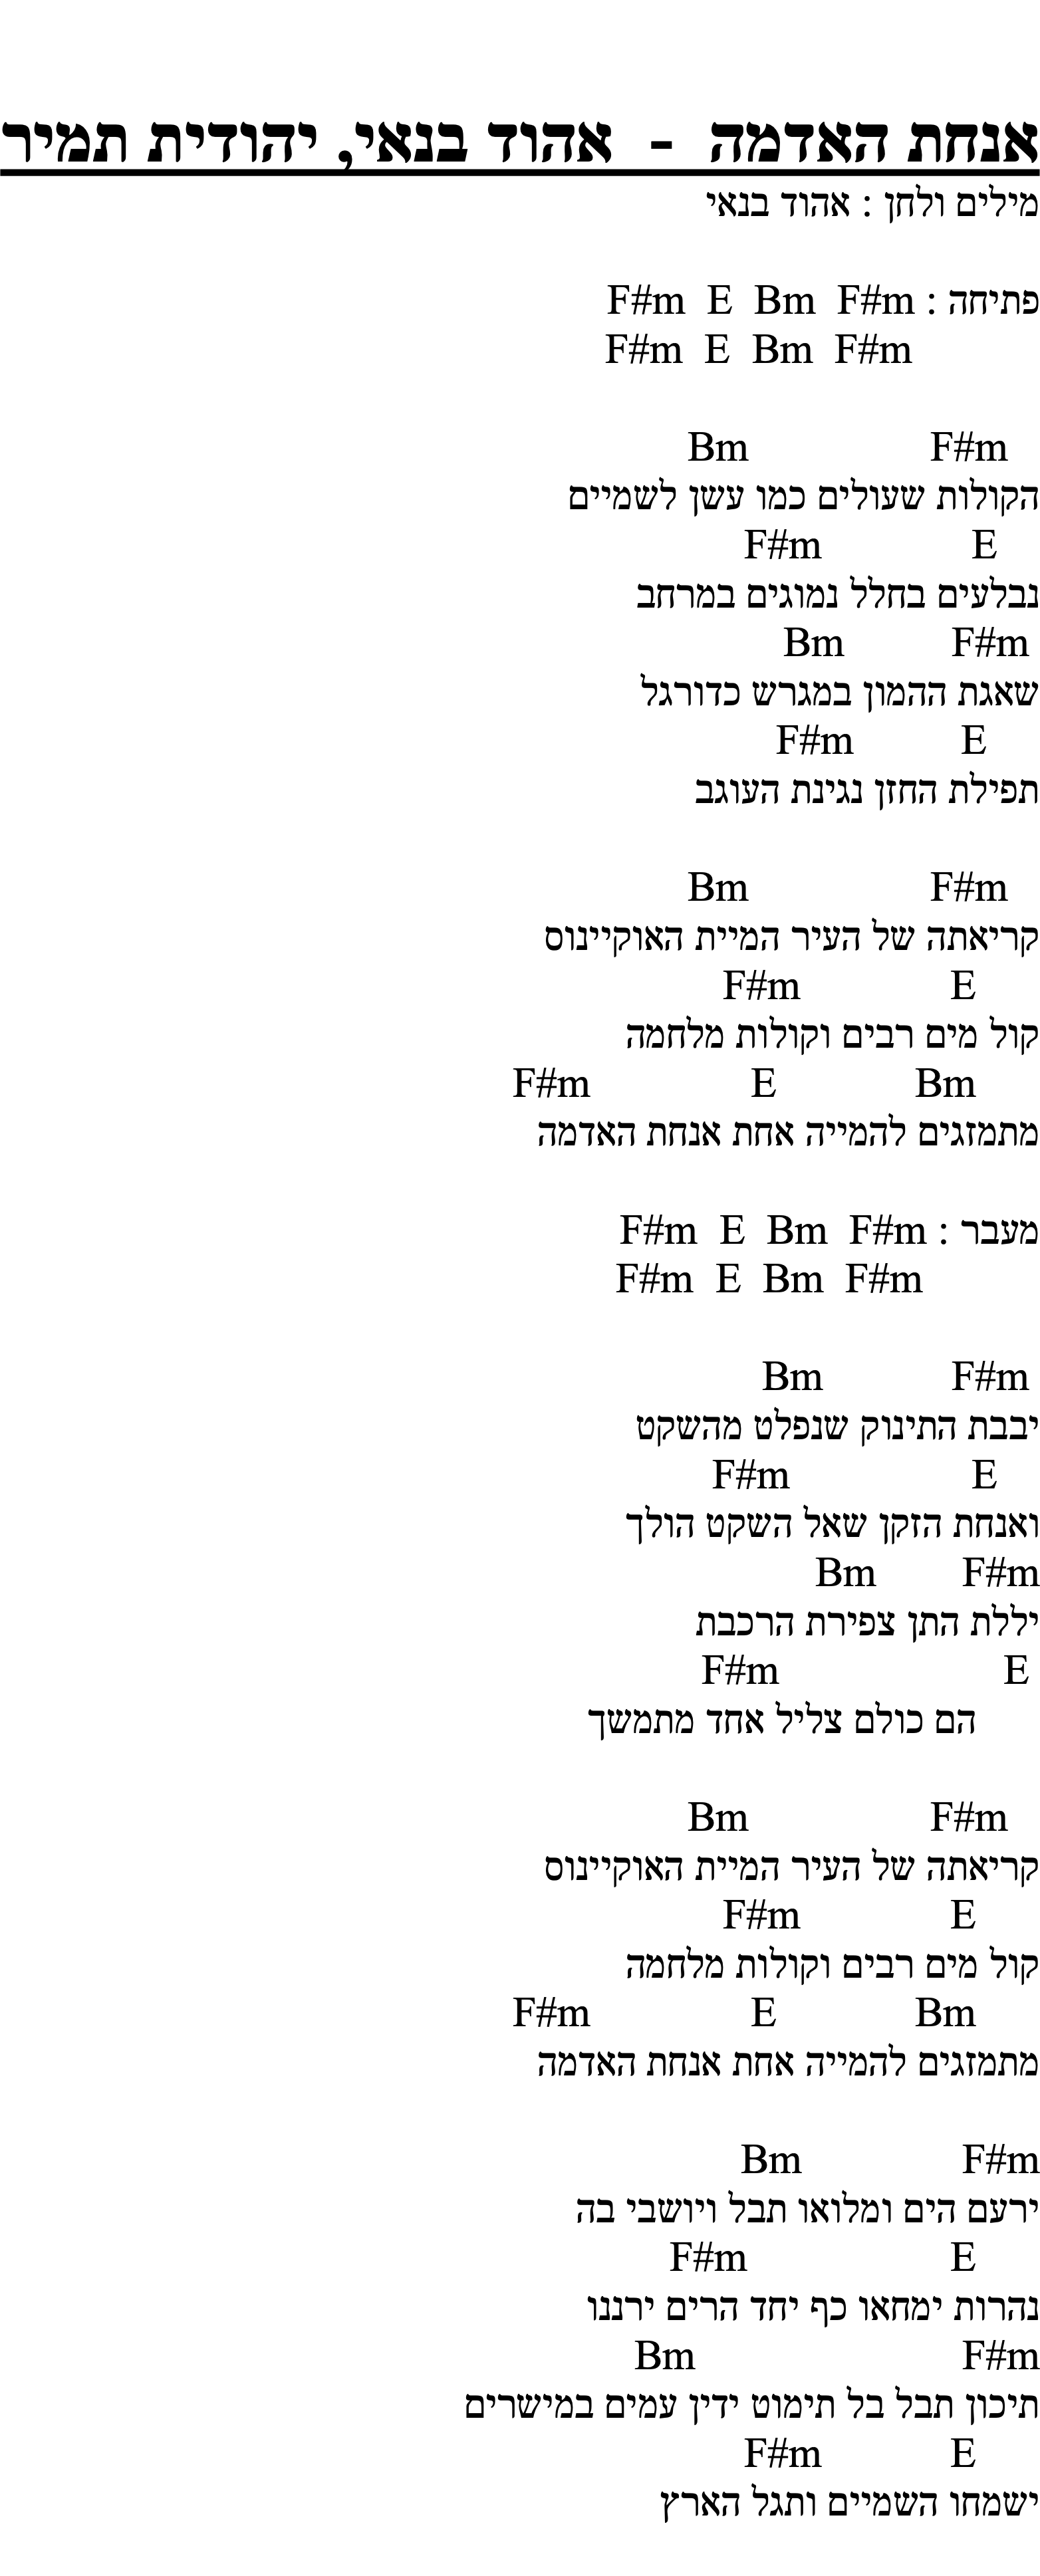 אנחת האדמה - אהוד בנאי, יהודית תמיר
מילים ולחן : אהוד בנאי
פתיחה : F#m E Bm F#m
F#m E Bm F#m
Bm F#m
הקולות שעולים כמו עשן לשמיים
F#m E
נבלעים בחלל נמוגים במרחב
Bm F#m
שאגת ההמון במגרש כדורגל
F#m E
תפילת החזן נגינת העוגב
Bm F#m
קריאתה של העיר המיית האוקיינוס
F#m E
קול מים רבים וקולות מלחמה
F#m E Bm
מתמזגים להמייה אחת אנחת האדמה
מעבר : F#m E Bm F#m
F#m E Bm F#m
Bm F#m
יבבת התינוק שנפלט מהשקט
F#m E
ואנחת הזקן שאל השקט הולך
Bm F#m
יללת התן צפירת הרכבת
F#m E
הם כולם צליל אחד מתמשך
Bm F#m
קריאתה של העיר המיית האוקיינוס
F#m E
קול מים רבים וקולות מלחמה
F#m E Bm
מתמזגים להמייה אחת אנחת האדמה
Bm F#m
ירעם הים ומלואו תבל ויושבי בה
F#m E
נהרות ימחאו כף יחד הרים ירננו
Bm F#m
תיכון תבל בל תימוט ידין עמים במישרים
F#m E
ישמחו השמיים ותגל הארץ